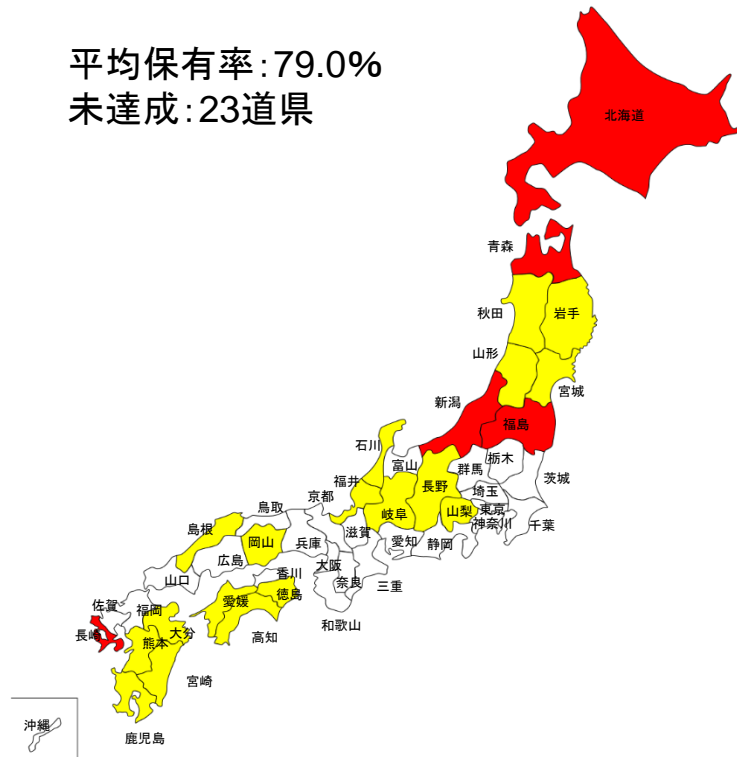 平均保有率:79.0%
未達成:23道県
北海道
青森
秋田
岩手
山形
宮城
新潟
福島
石川
富山
群馬
栃木
茨城
福井
長野
埼玉
京都
岐阜
山梨
東京
鳥取
神奈川
千葉
島根
岡山
兵庫
滋賀
愛知
静岡
広島
大阪
山口
香川
奈良
三重
佐賀
福岡
愛媛
徳島
和歌山
長崎
熊本
大分
高知
宮崎
沖縄
鹿児島